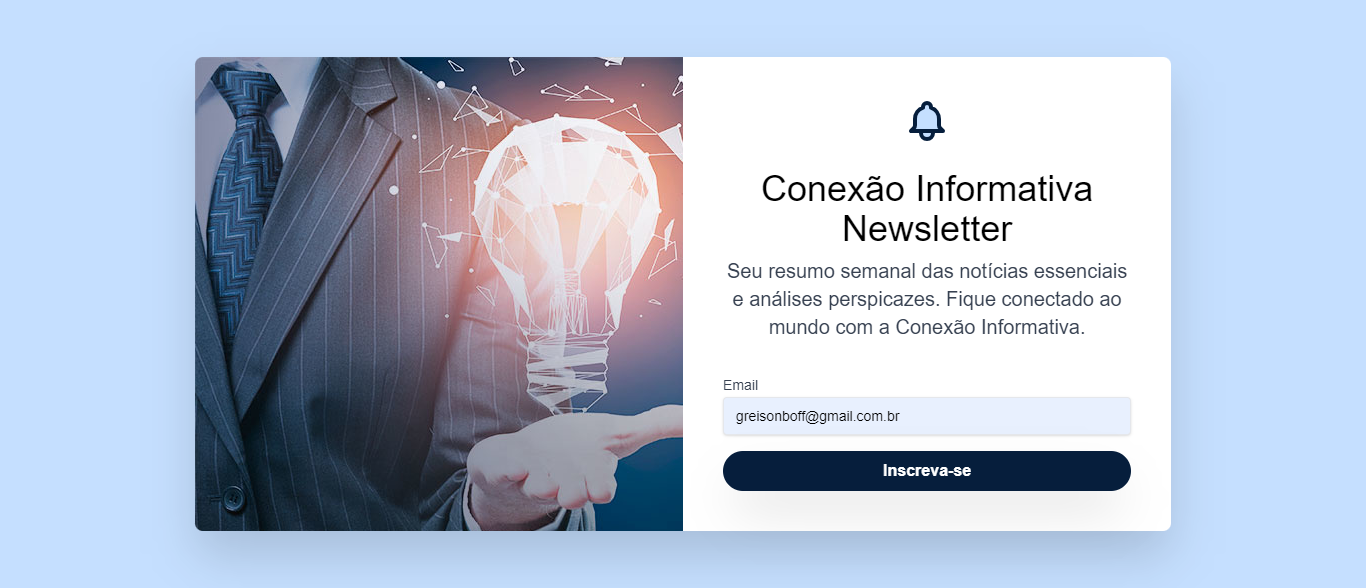 Conexão Informativa
Newsletter
Seu resumo semanal das notícias essenciais
e análises perspicazes. Fique conectado ao
mundo com a Conexão Informativa.
Email
greisonboff@gmail.com.br
Inscreva-se